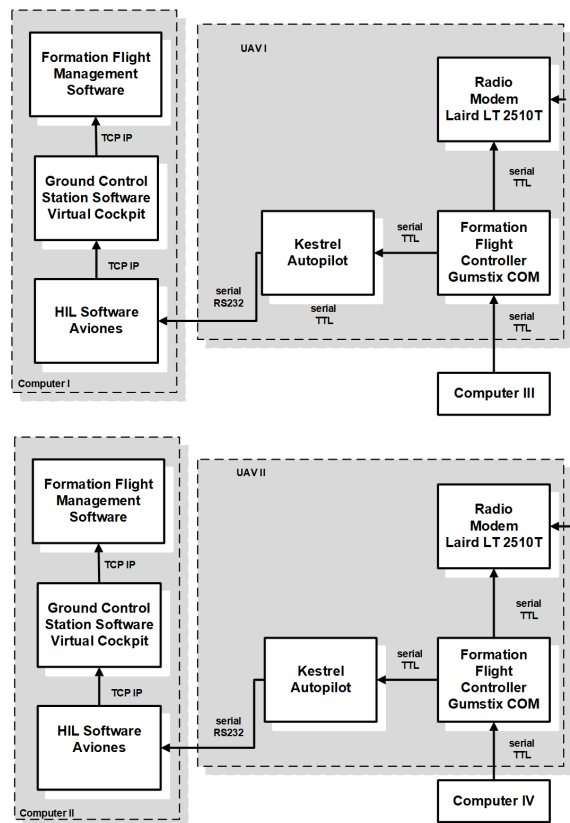 UAV I
Formation Flight
Management
Software
TCP IP
Ground Control
Station Software
Virtual Cockpit
TCP IP
HIL Software
Aviones
Computer I
Radio
Modem
Laird LT 2510T
serial
TTL
Kestrel
Autopilot
serial
TTL
Formation
Flight
Controller
Gumstix COM
serial
RS232
serial
TTL
serial
TTL
Computer III
UAV II
Formation Flight
Management
Software
TCP IP
Ground Control
Station Software
Virtual Cockpit
TCP IP
HIL Software
Aviones
Computer II
Radio
Modem
Laird LT 2510T
serial
TTL
Kestrel
Autopilot
serial
TTL
Formation
Flight
Controller
Gumstix COM
serial
RS232
serial
TTL
Computer IV